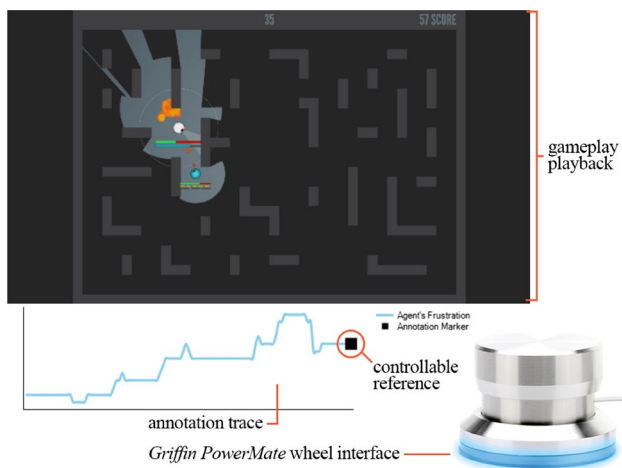 35
57 SCORE
gameplay
playback
Agent's Frustration
Annotation Marker
controllable
reference
annotation trace
Griffin PowerMate wheel interface